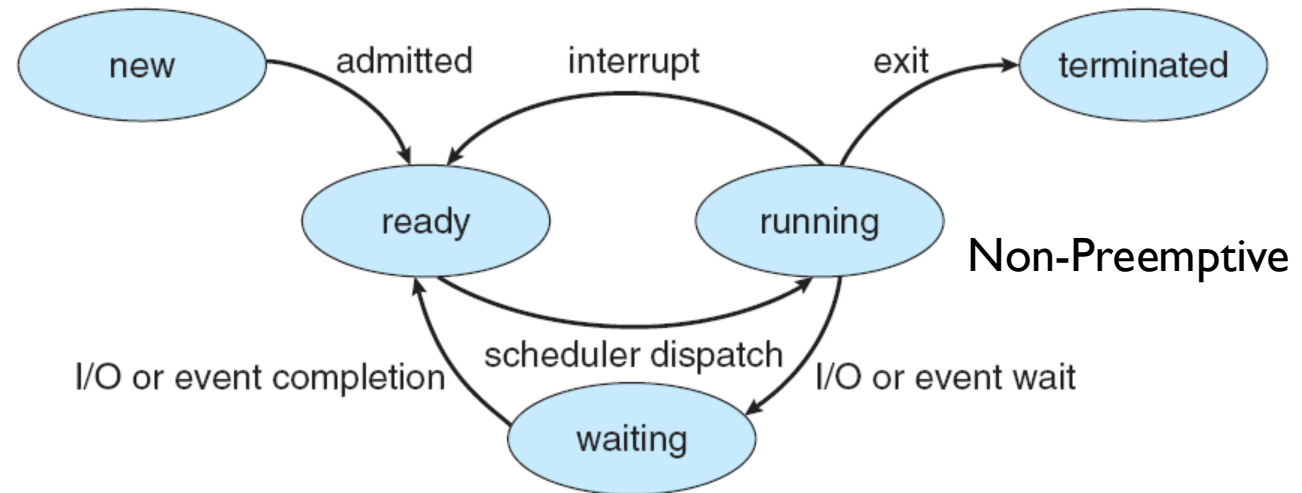 new
admitted
interrupt
exit
terminated
ready
running
Non-Preemptive
scheduler dispatch
I/O or event completion
I/O or event wait
waiting